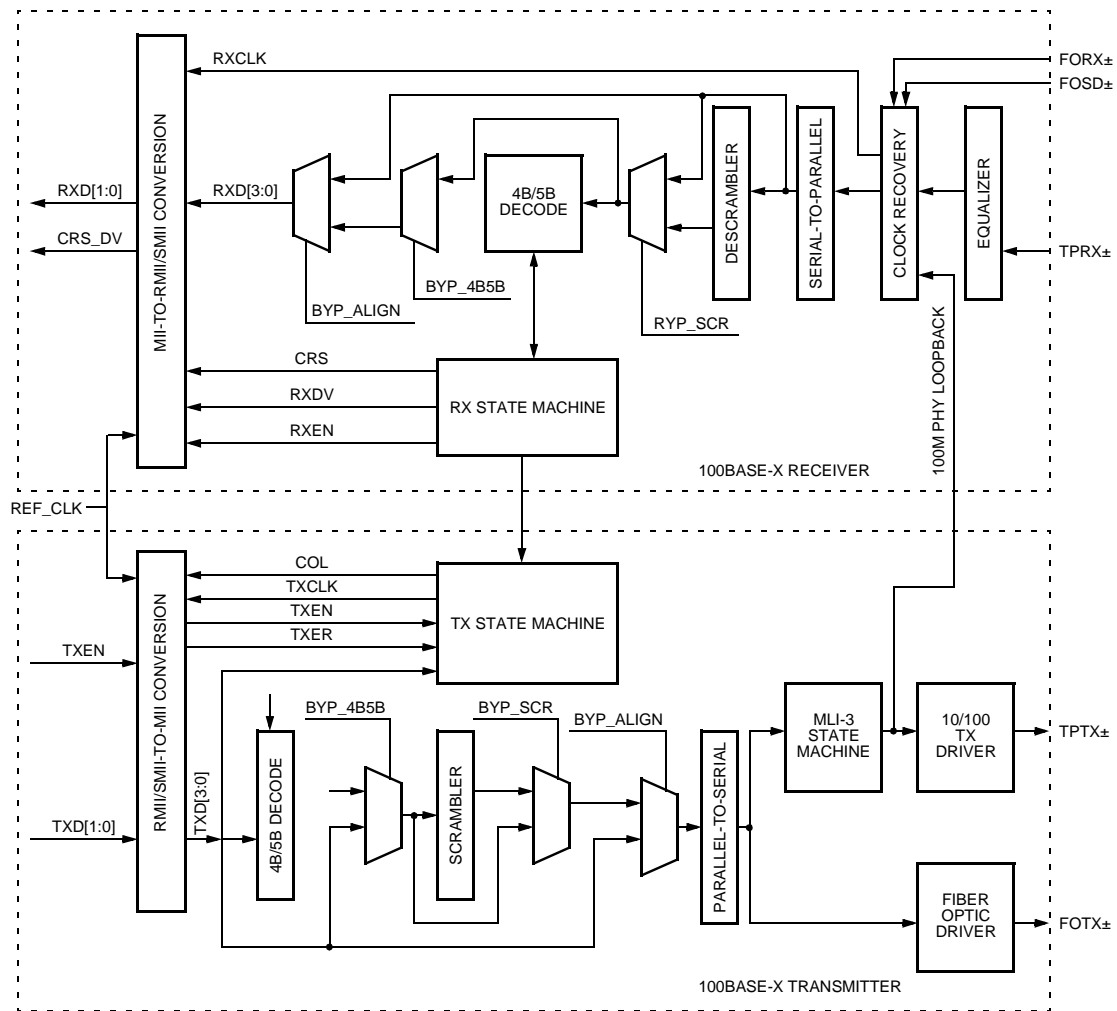 RXCLK
FORX±
FOSD±
MII-TO-RMII/SMII CONVERSION
RXD[1:0]
RXD[3:0]
CRS_DV
4B/5B
DECODE
DESCRAMBLER
SERIAL-TO-PARALLEL
CLOCK RECOVERY
EQUALIZER
TPRX±
BYP_4B5B
BYP_ALIGN
RYP_SCR
CRS
RXDV
RXEN
RX STATE MACHINE
100M PHY LOOPBACK
100BASE-X RECEIVER
REF_CLK
RMII/SMII-TO-MII CONVERSION
COL
TXCLK
TXEN
TXER
TX STATE MACHINE
TXEN
BYP_4B5B
BYP_SCR
BYP_ALIGN
MLI-3
STATE
MACHINE
10/100
TX
DRIVER
TPTX±
TXD[1:0]
TXD[3:0]
4B/5B DECODE
SCRAMBLER
PARALLEL-TO-SERIAL
FIBER
OPTIC
DRIVER
FOTX±
100BASE-X TRANSMITTER